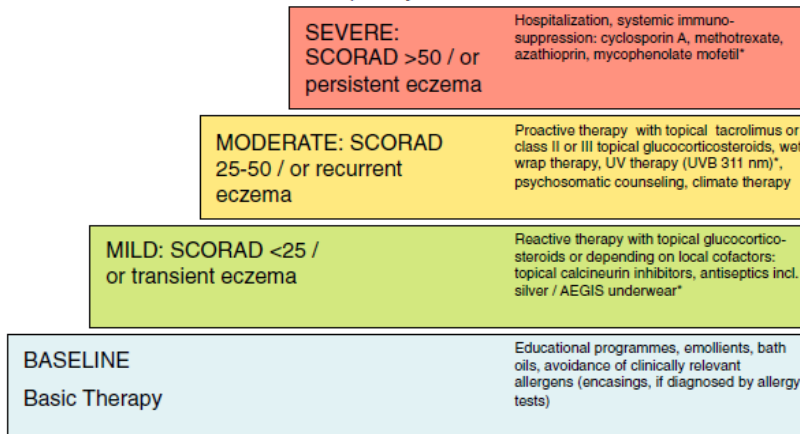 SEVERE:
SCORAD >50 / or
persistent eczema
Hospitalization, systemic immuno-
suppression: cyclosporin A, methotrexate,
azathioprin, mycophenolate mofetil*
MODERATE: SCORAD
25-50 / or recurrent
eczema
Proactive therapy with topical tacrolimus or
class II or III topical glucocorticosteroids, wet
wrap therapy, UV therapy (UVB 311 nm)*,
psychosomatic counseling, climate therapy
MILD: SCORAD <25 /
or transient eczema
Reactive therapy with topical glucocortico-
steroids or depending on local cofactors:
topical calcineurin inhibitors, antiseptics incl.
silver / AEGIS underwear*
BASELINE
Basic Therapy
Educational programmes, emollients, bath
oils, avoidance of clinically relevant
allergens (encasings, if diagnosed by allergy
tests)